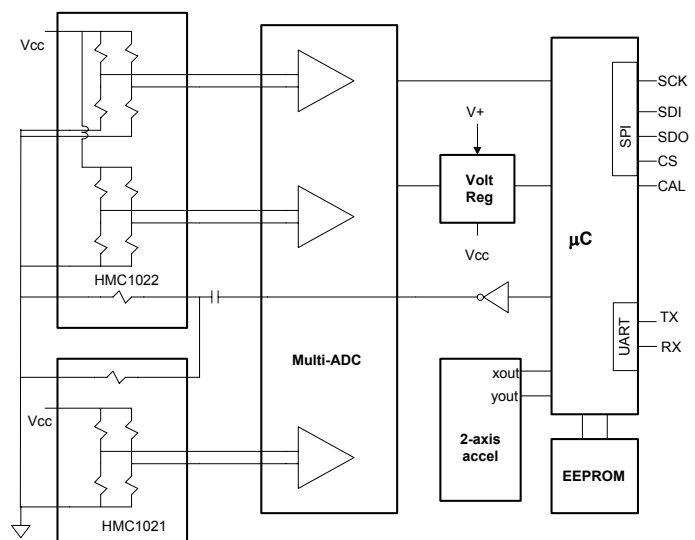 Vcc
HMC1022
Vcc
HMC1021
Multi-ADC
V+
Volt
Reg
Vcc
µC
SPI
SCK
SDI
SDO
CS
CAL
UART
TX
RX
xout
yout
2-axis
accel
EEPROM